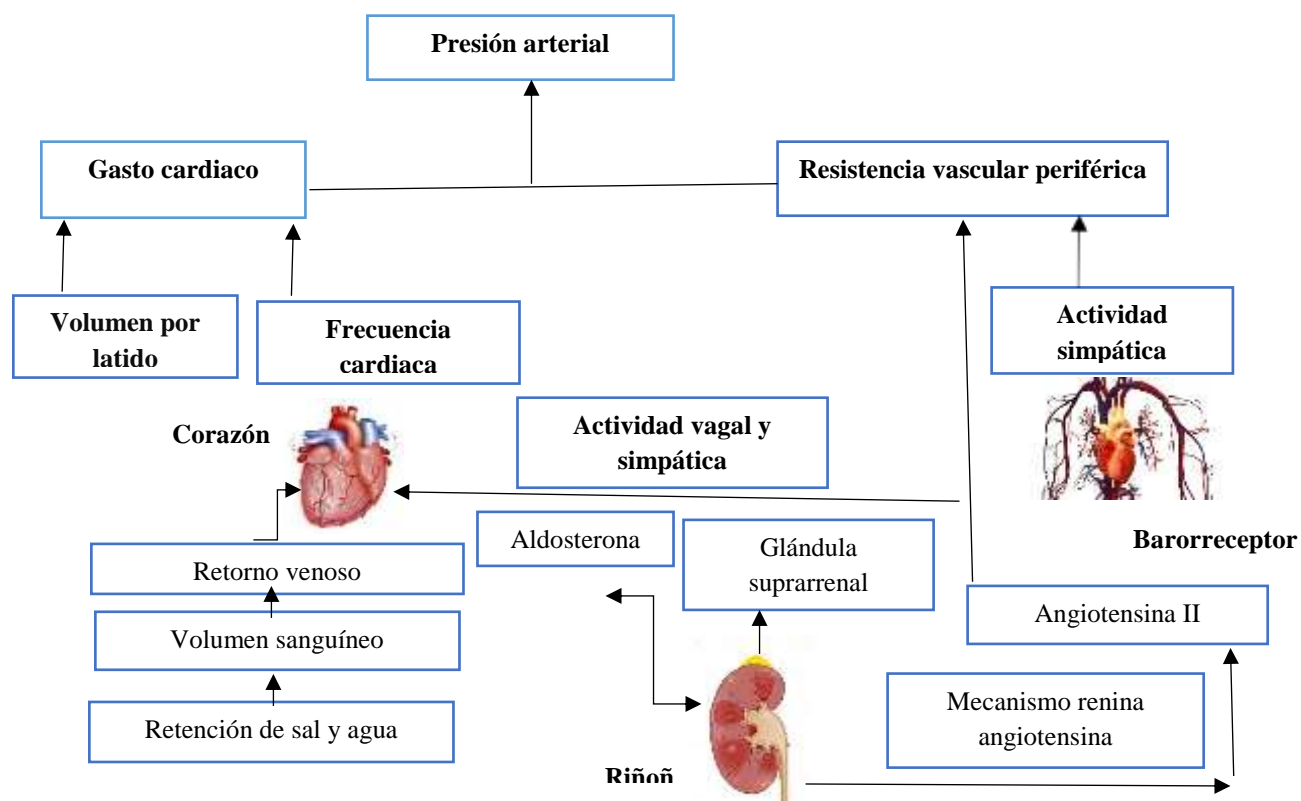 Presión arterial
Gasto cardiaco
Resistencia vascular periférica
Volumen por
latido
Frecuencia
cardiaca
Actividad
simpática
Corazón
Actividad vagal y
simpática
Barorreceptor
Aldosterona
Glándula
suprarrenal
Retorno venoso
Angiotensina II
Volumen sanguíneo
Mecanismo renina
angiotensina
Retención de sal y agua
Riñoñ